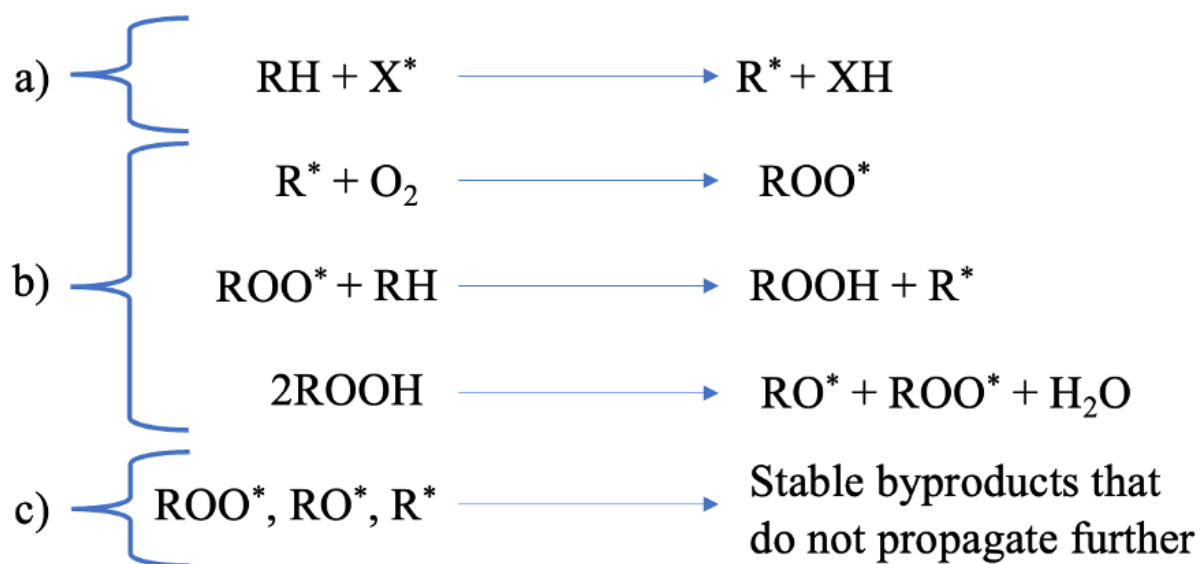 a) RH + X* R* + XH
R* + O₂ ROO*
b) ROO* + RH ROOH + R*
2ROOH RO* + ROO* + H₂O
c) ROO*, RO*, R* Stable byproducts that
do not propagate further